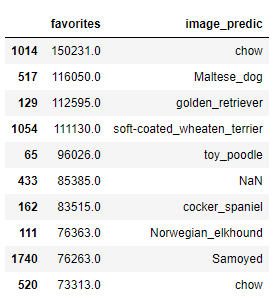 favorites image_predic
1014 150231.0 chow
517 116050.0 Maltese_dog
129 112595.0 golden_retriever
1054 111130.0 soft-coated_wheaten_terrier
65 96026.0 toy_poodle
433 85385.0 NaN
162 83515.0 cocker_spaniel
111 76363.0 Norwegian_elkhound
1740 76263.0 Samoyed
520 73313.0 chow